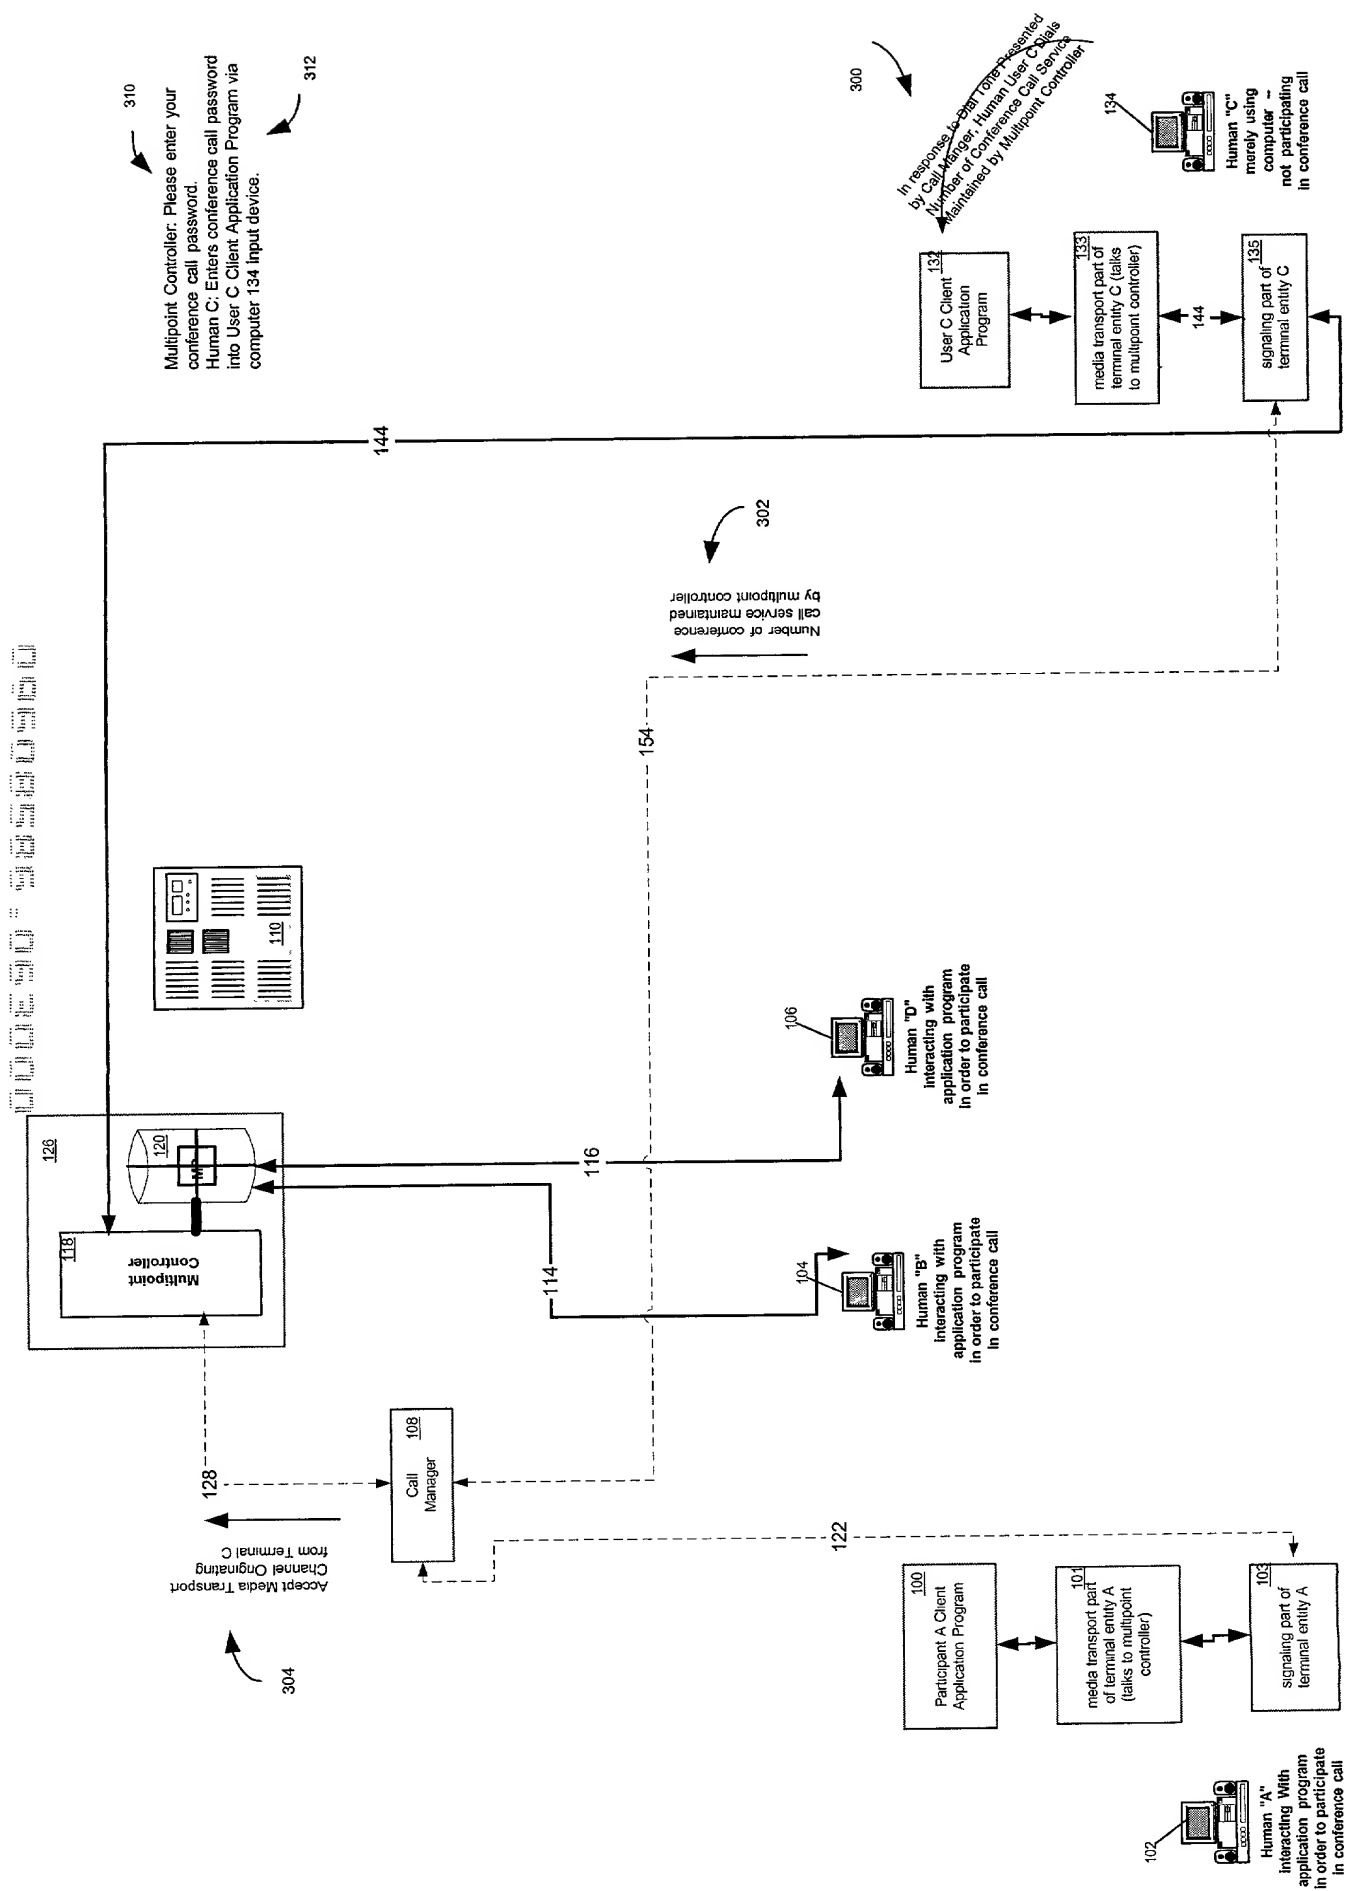 310
Multipoint Controller: Please enter your
conference call password.
Human C: Enters conference call password
into User C Client Application Program via
computer 134 input device.
312
300
In response to Dial Tone Presented
by Call Manger, Human User C Dials
Number of Conference Call Service
Maintained by Multipoint Controller
134
Human "C"
merely using
computer --
not participating
in conference call
132
User C Client
Application
Program
133
media transport part of
terminal entity C (talks
to multipoint controller)
144
135
signaling part of
terminal entity C
144
302
Number of conference
call service maintained
by multipoint controller
154
110
126
120
118
Multipoint
Controller
116
106
Human "D"
interacting with
application program
in order to participate
in conference call
114
104
Human "B"
interacting with
application program
in order to participate
in conference call
128
108
Call
Manager
Accept Media Transport
Channel Orginating
from Terminal C
304
122
100
Participant A Client
Application Program
101
media transport part
of terminal entity A
(talks to multipoint
controller)
103
signaling part of
terminal entity A
102
Human "A"
interacting With
application program
in order to participate
in conference call